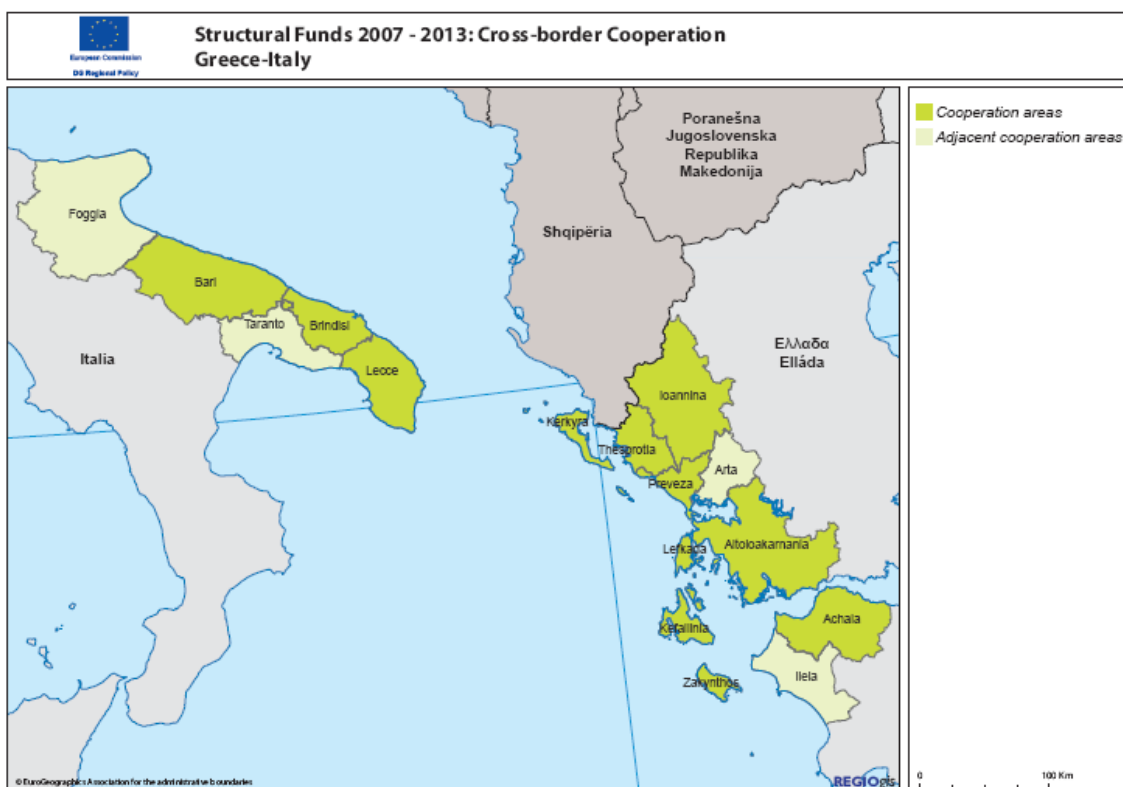 Structural Funds 2007 - 2013: Cross-border Cooperation
Greece-Italy
European Commission
DG Regional Policy
Cooperation areas
Adjacent cooperation areas
Poranešna
Jugoslovenska
Republika
Makedonija
Foggia
Shqipëria
Bari
Taranto
Brindisi
Ελλαδα
Elláda
Italia
Lecce
Ioannina
Kerkyra
Thesprotia
Arta
Preveza
Aitoloakarnania
Lefkada
Achaia
Kefallinia
Ileia
Zakynthos
© EuroGeographics Association for the administrative boundaries
REGIOgis
0 100 Km